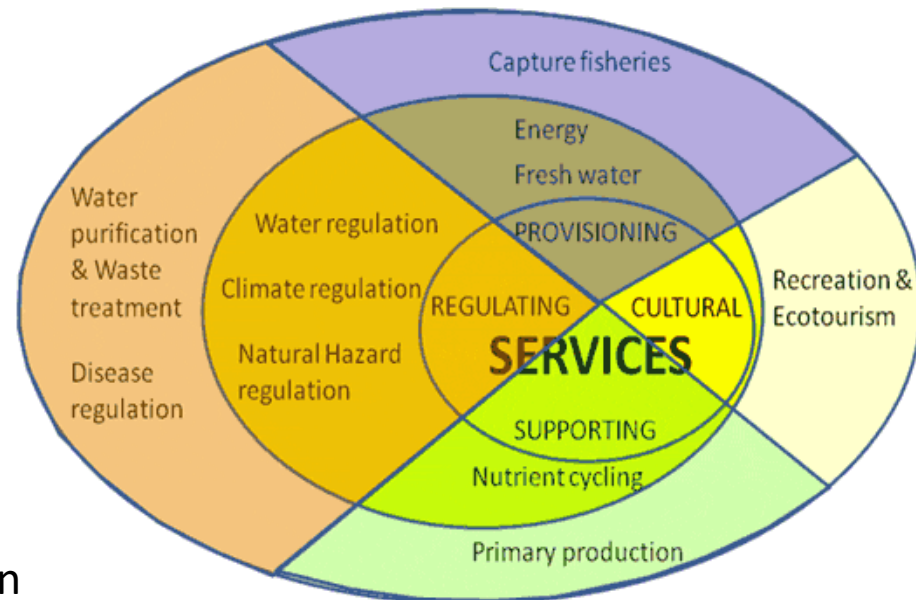 Capture fisheries
Energy
Fresh water
PROVISIONING
Water
purification
& Waste
treatment
Disease
regulation
Water regulation
Climate regulation
Natural Hazard
regulation
REGULATING
CULTURAL
SERVICES
Recreation &
Ecotourism
SUPPORTING
Nutrient cycling
Primary production
n